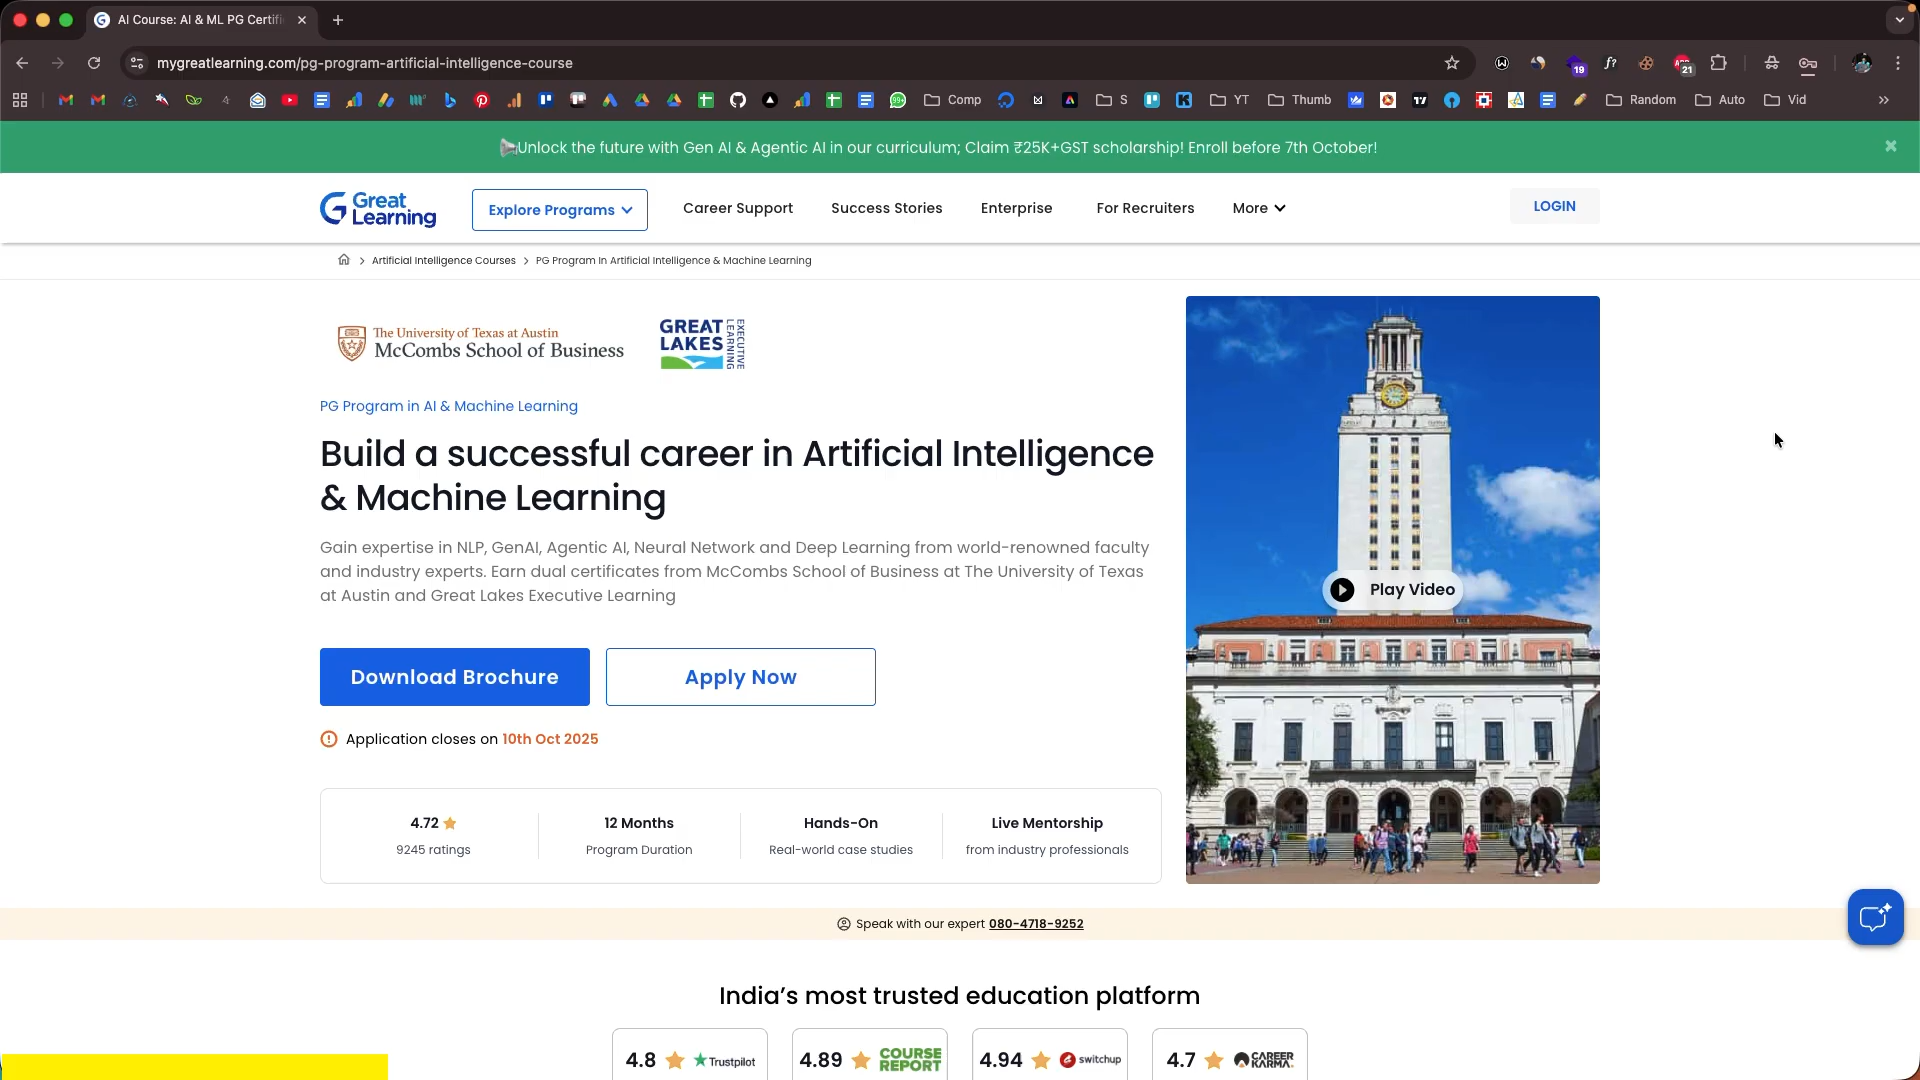 AI Course: AI & ML PG Certifi
mygreatlearning.com/pg-program-artificial-intelligence-course
19
f?
21
Comp
S
YT
Thumb
Random
Auto
Vid
Unlock the future with Gen AI & Agentic AI in our curriculum; Claim ₹25K+GST scholarship! Enroll before 7th October!
Great Learning
Explore Programs
Career Support
Success Stories
Enterprise
For Recruiters
More
LOGIN
Artificial Intelligence Courses > PG Program In Artificial Intelligence & Machine Learning
The University of Texas at Austin
McCombs School of Business
GREAT LAKES
EXECUTIVE LEARNING
PG Program in AI & Machine Learning
Build a successful career in Artificial Intelligence
& Machine Learning
Gain expertise in NLP, GenAI, Agentic AI, Neural Network and Deep Learning from world-renowned faculty
and industry experts. Earn dual certificates from McCombs School of Business at The University of Texas
at Austin and Great Lakes Executive Learning
Play Video
Download Brochure
Apply Now
Application closes on 10th Oct 2025
4.72
9245 ratings
12 Months
Program Duration
Hands-On
Real-world case studies
Live Mentorship
from industry professionals
Speak with our expert 080-4718-9252
India's most trusted education platform
4.8 Trustpilot
4.89 COURSE REPORT
4.94 switchup
4.7 CAREER KARMA